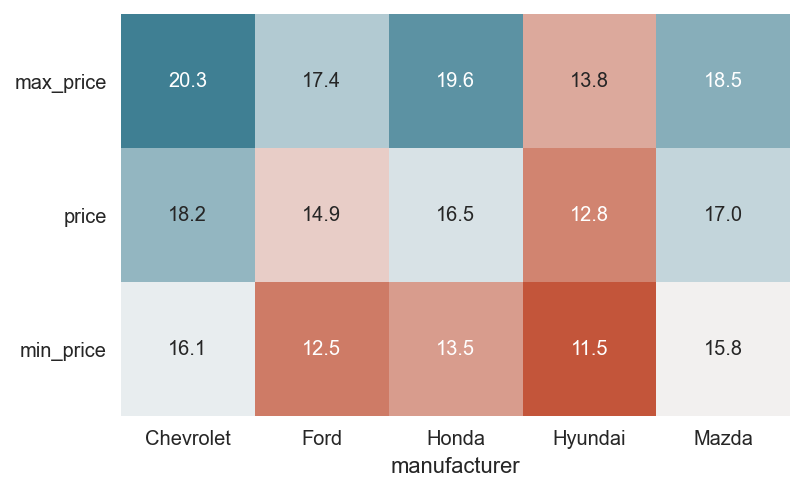 max_price 20.3 17.4 19.6 13.8 18.5
price 18.2 14.9 16.5 12.8 17.0
min_price 16.1 12.5 13.5 11.5 15.8
Chevrolet Ford Honda Hyundai Mazda
manufacturer